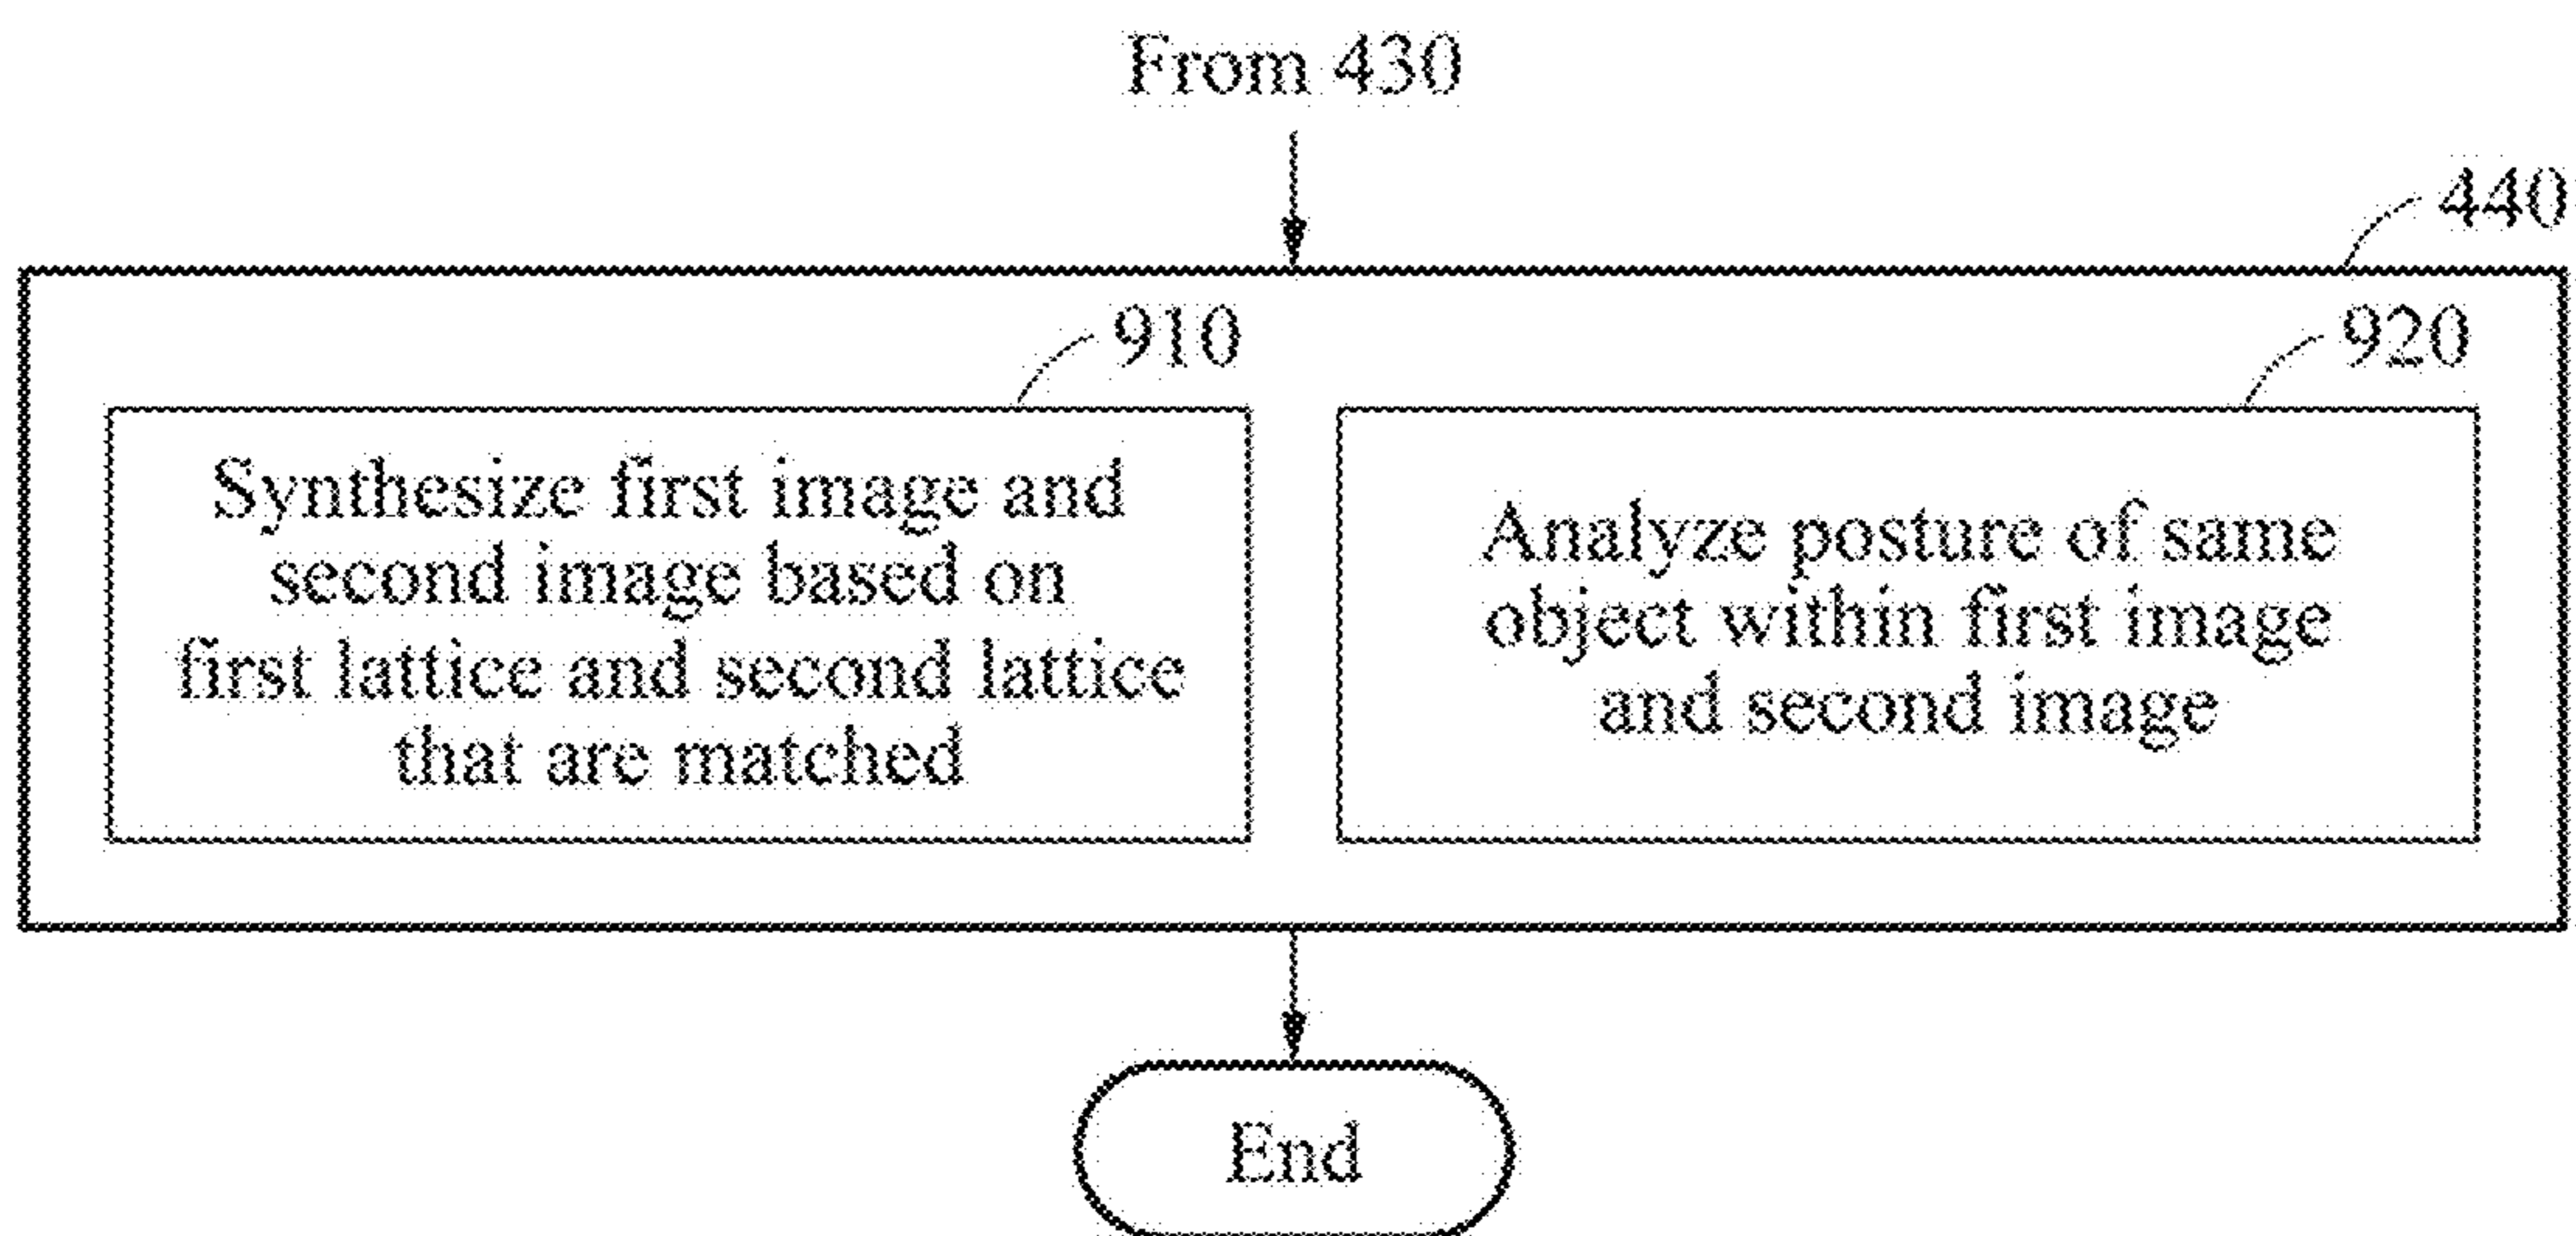 From 430
440
910
Synthesize first image and
second image based on
first lattice and second lattice
that are matched
920
Analyze posture of same
object within first image
and second image
End